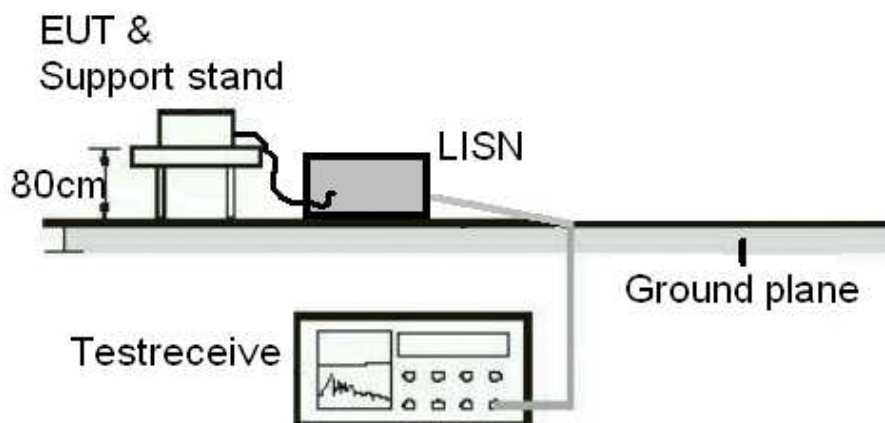 EUT &
Support stand
LISN
80cm
Ground plane
Testreceive